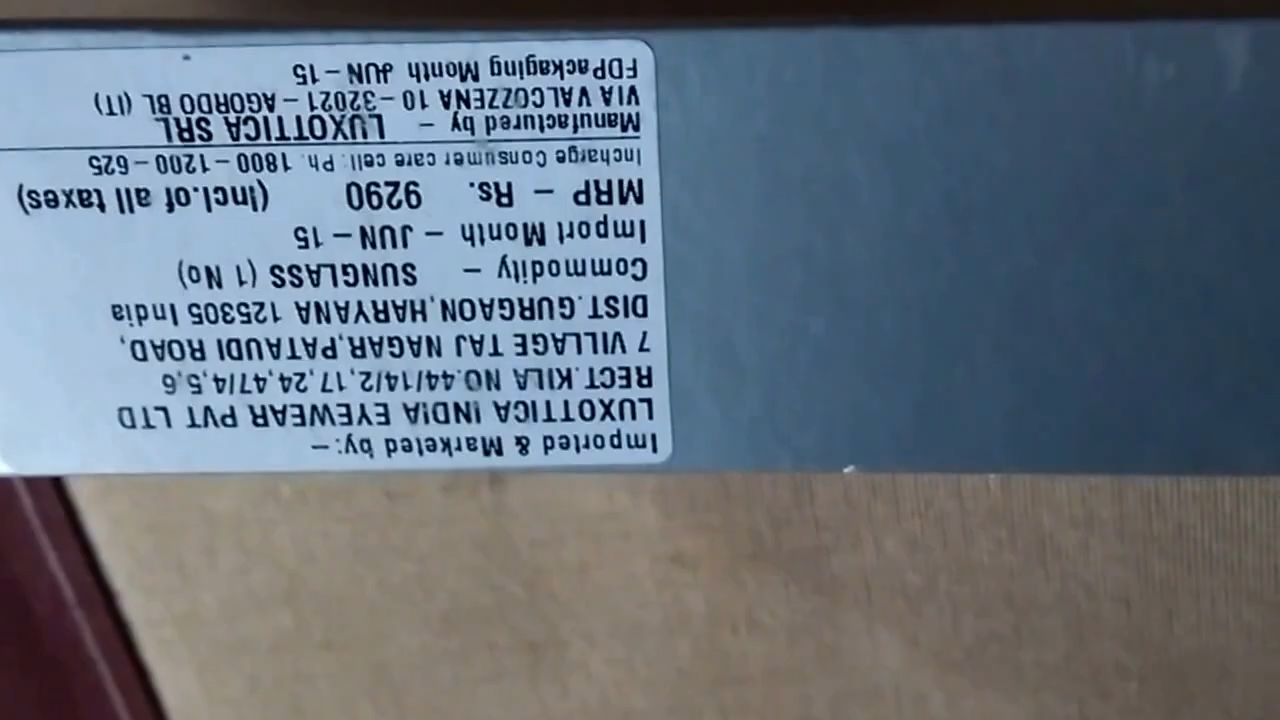 Imported & Marketed by:-
LUXOTTICA INDIA EYEWEAR PVT LTD
RECT.KILA NO.44/14/2,17,24,47/4,5,6
7 VILLAGE TAJ NAGAR,PATAUDI ROAD,
DIST.GURGAON,HARYANA 125305 India
Commodity - SUNGLASS (1 No)
Import Month - JUN-15
MRP - Rs. 9290 (Incl.of all taxes)
Incharge Consumer care cell: Ph. 1800-1200-625
Manufactured by - LUXOTTICA SRL
VIA VALCOZZENA 10-32021-AGORDO BL (IT)
FDPackaging Month JUN-15